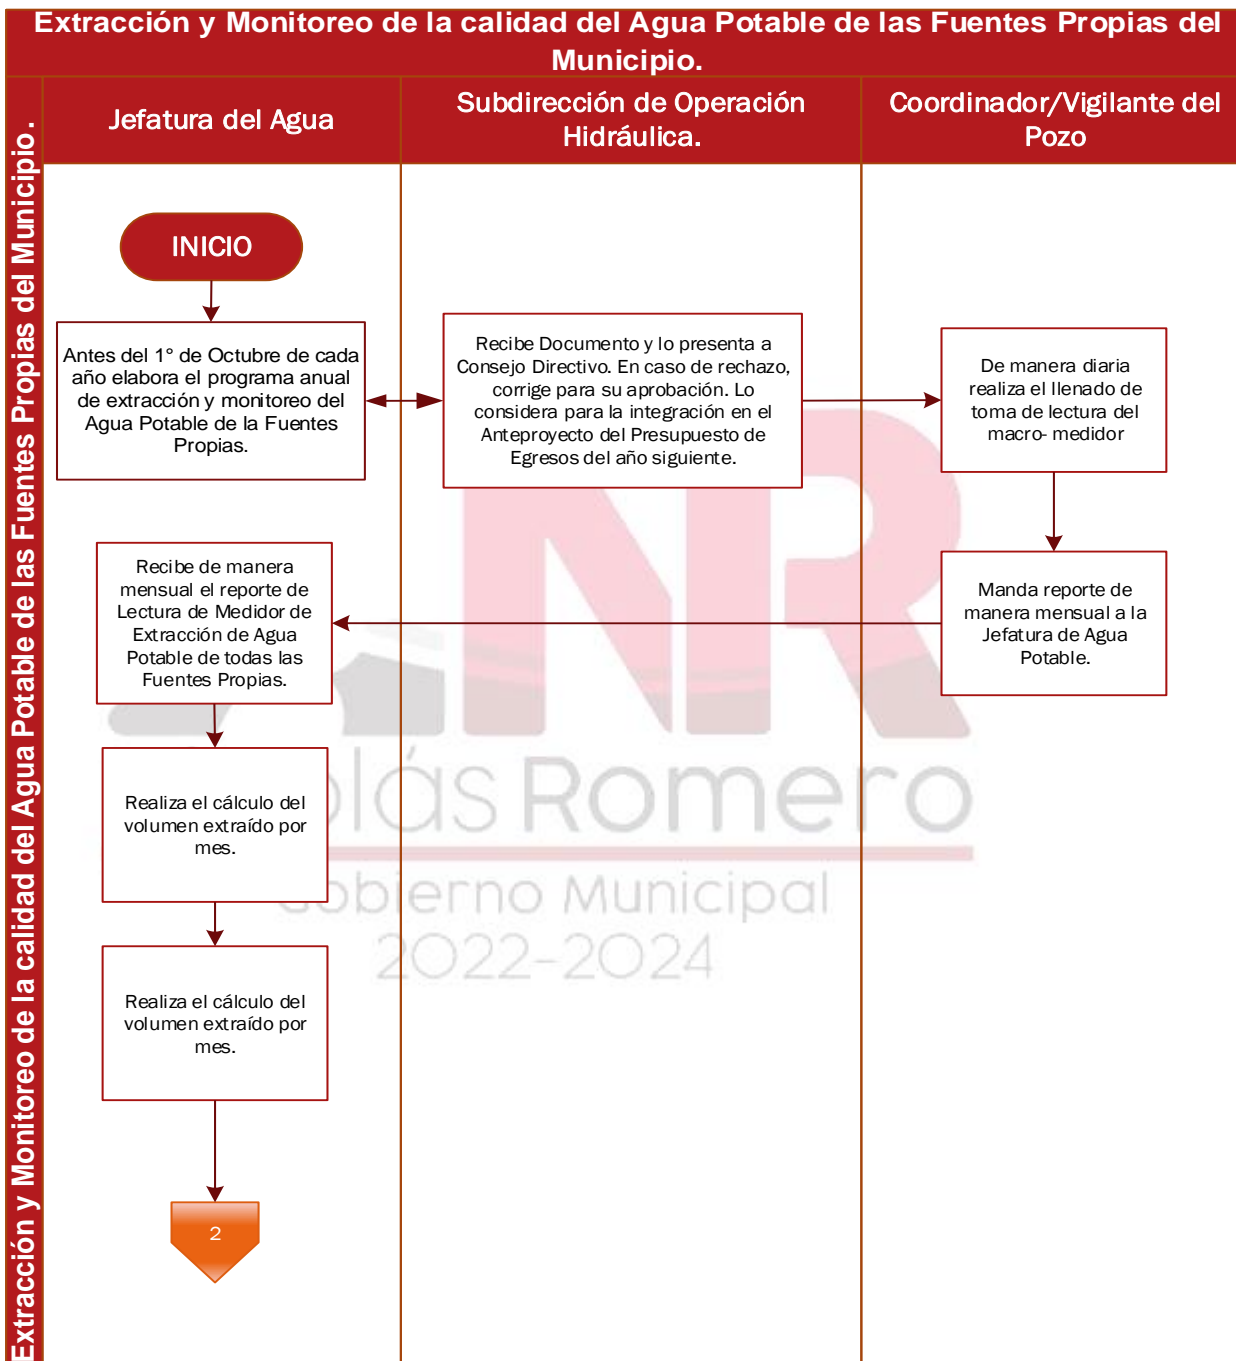 Extracción y Monitoreo de la calidad del Agua Potable de las Fuentes Propias del
Municipio.
Extracción y Monitoreo de la calidad del Agua Potable de las Fuentes Propias del Municipio.
Jefatura del Agua
Subdirección de Operación
Hidráulica.
Coordinador/Vigilante del
Pozo
INICIO
Antes del 1° de Octubre de cada
año elabora el programa anual
de extracción y monitoreo del
Agua Potable de la Fuentes
Propias.
Recibe Documento y lo presenta a
Consejo Directivo. En caso de rechazo,
corrige para su aprobación. Lo
considera para la integración en el
Anteproyecto del Presupuesto de
Egresos del año siguiente.
De manera diaria
realiza el llenado de
toma de lectura del
macro- medidor
Recibe de manera
mensual el reporte de
Lectura de Medidor de
Extracción de Agua
Potable de todas las
Fuentes Propias.
Manda reporte de
manera mensual a la
Jefatura de Agua
Potable.
Realiza el cálculo del
volumen extraído por
mes.
Realiza el cálculo del
volumen extraído por
mes.
2
NR
olás Romero
Gobierno Municipal
2022-2024